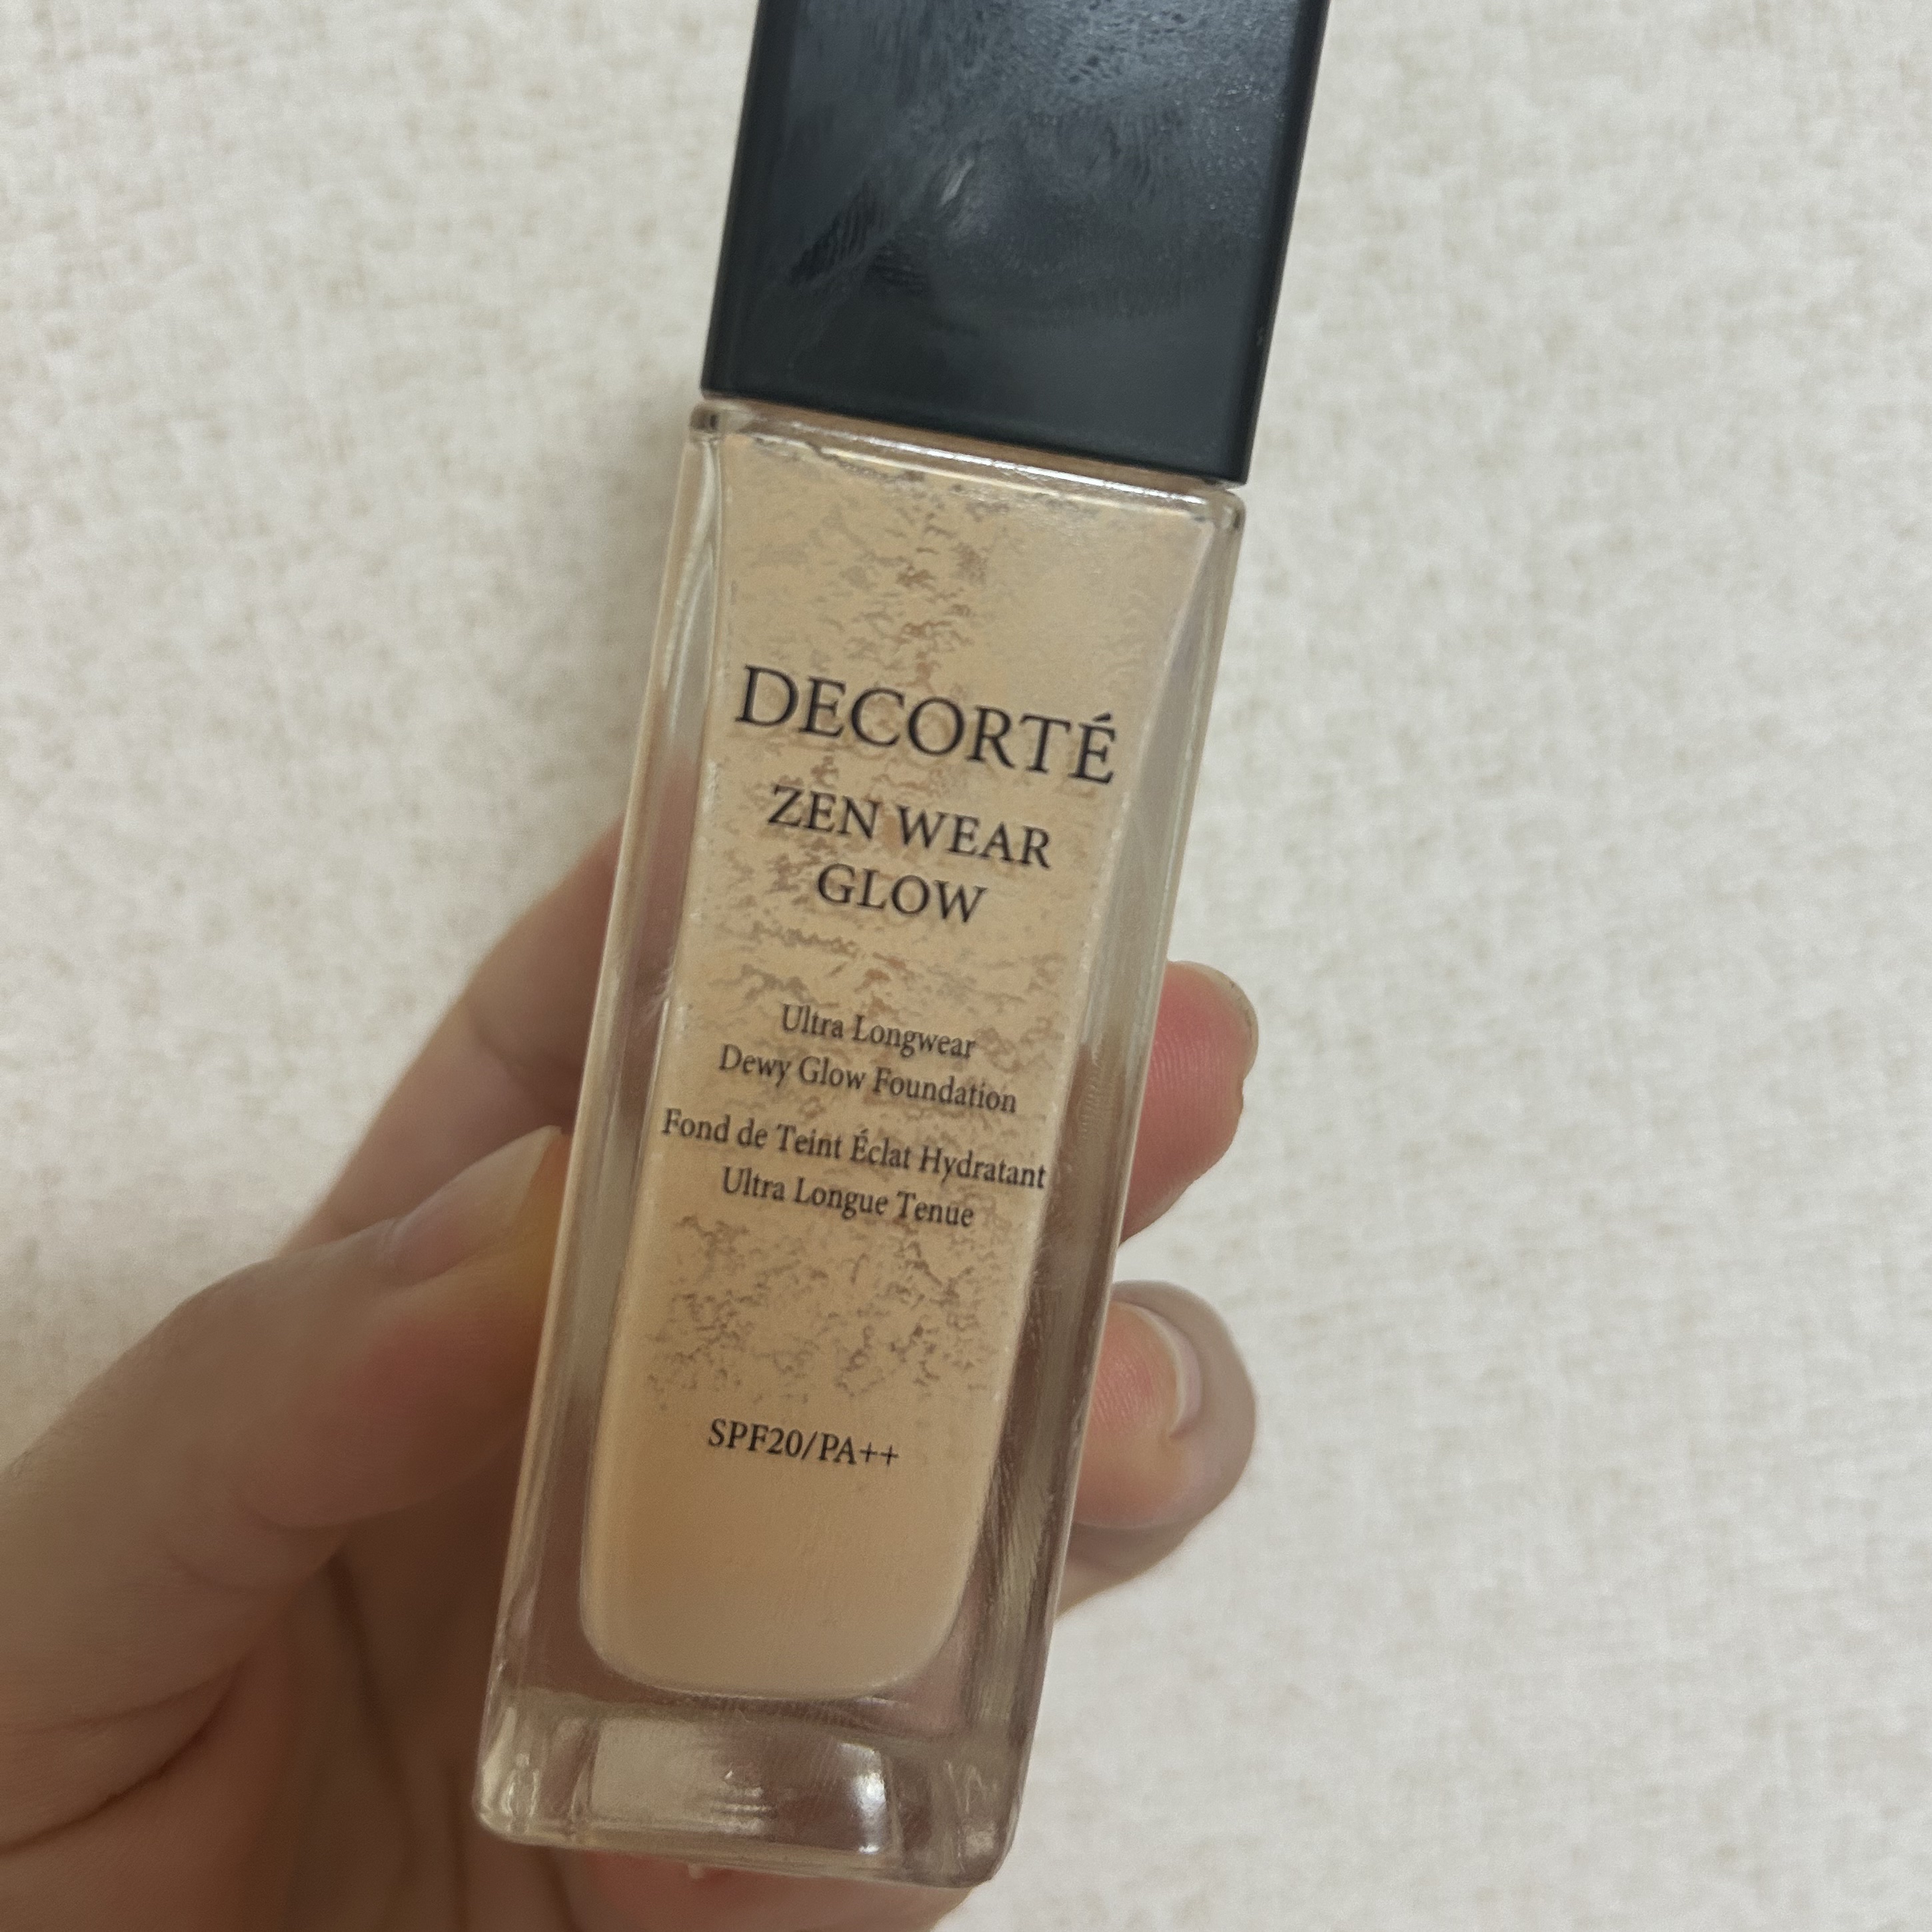 DECORTÉ
ZEN WEAR
GLOW
Ultra Longwear
Dewy Glow Foundation
Fond de Teint Éclat Hydratant
Ultra Longue Tenue
SPF20/PA++